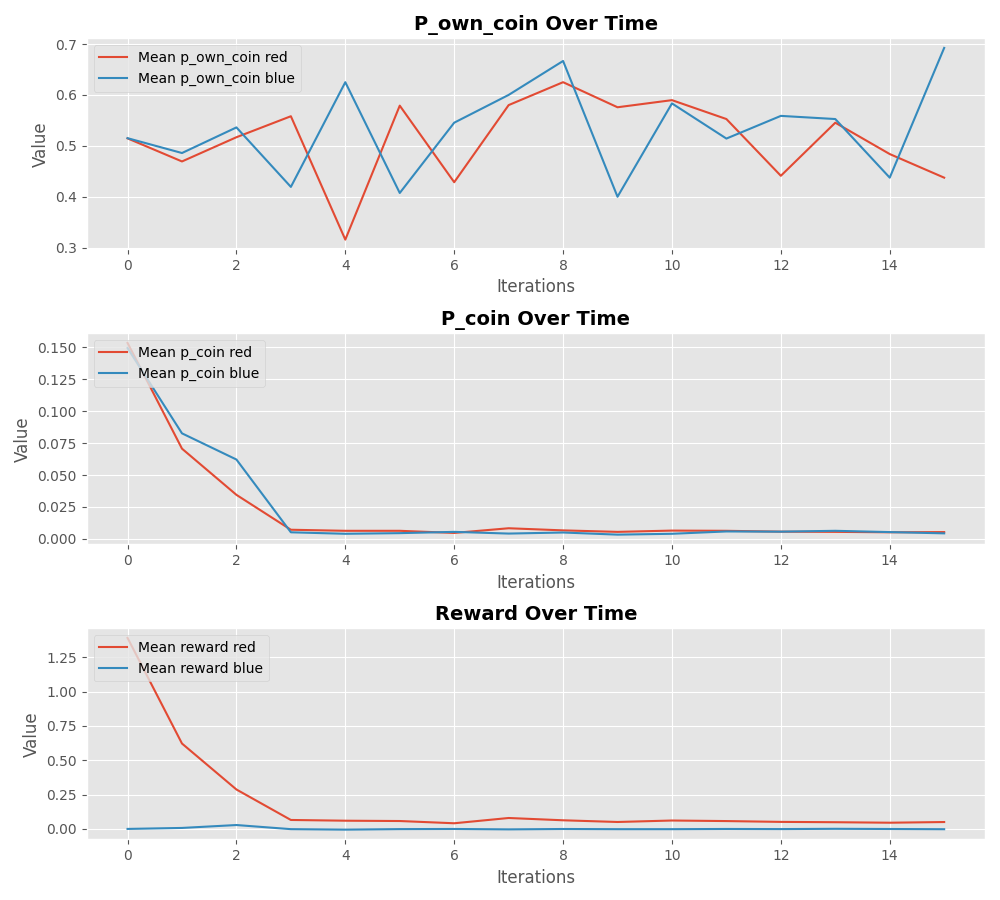 P_own_coin Over Time
Mean p_own_coin red
Mean p_own_coin blue
Value
0.7
0.6
0.5
0.4
0.3
0 2 4 6 8 10 12 14
Iterations
P_coin Over Time
Mean p_coin red
Mean p_coin blue
Value
0.150
0.125
0.100
0.075
0.050
0.025
0.000
0 2 4 6 8 10 12 14
Iterations
Reward Over Time
Mean reward red
Mean reward blue
Value
1.25
1.00
0.75
0.50
0.25
0.00
0 2 4 6 8 10 12 14
Iterations